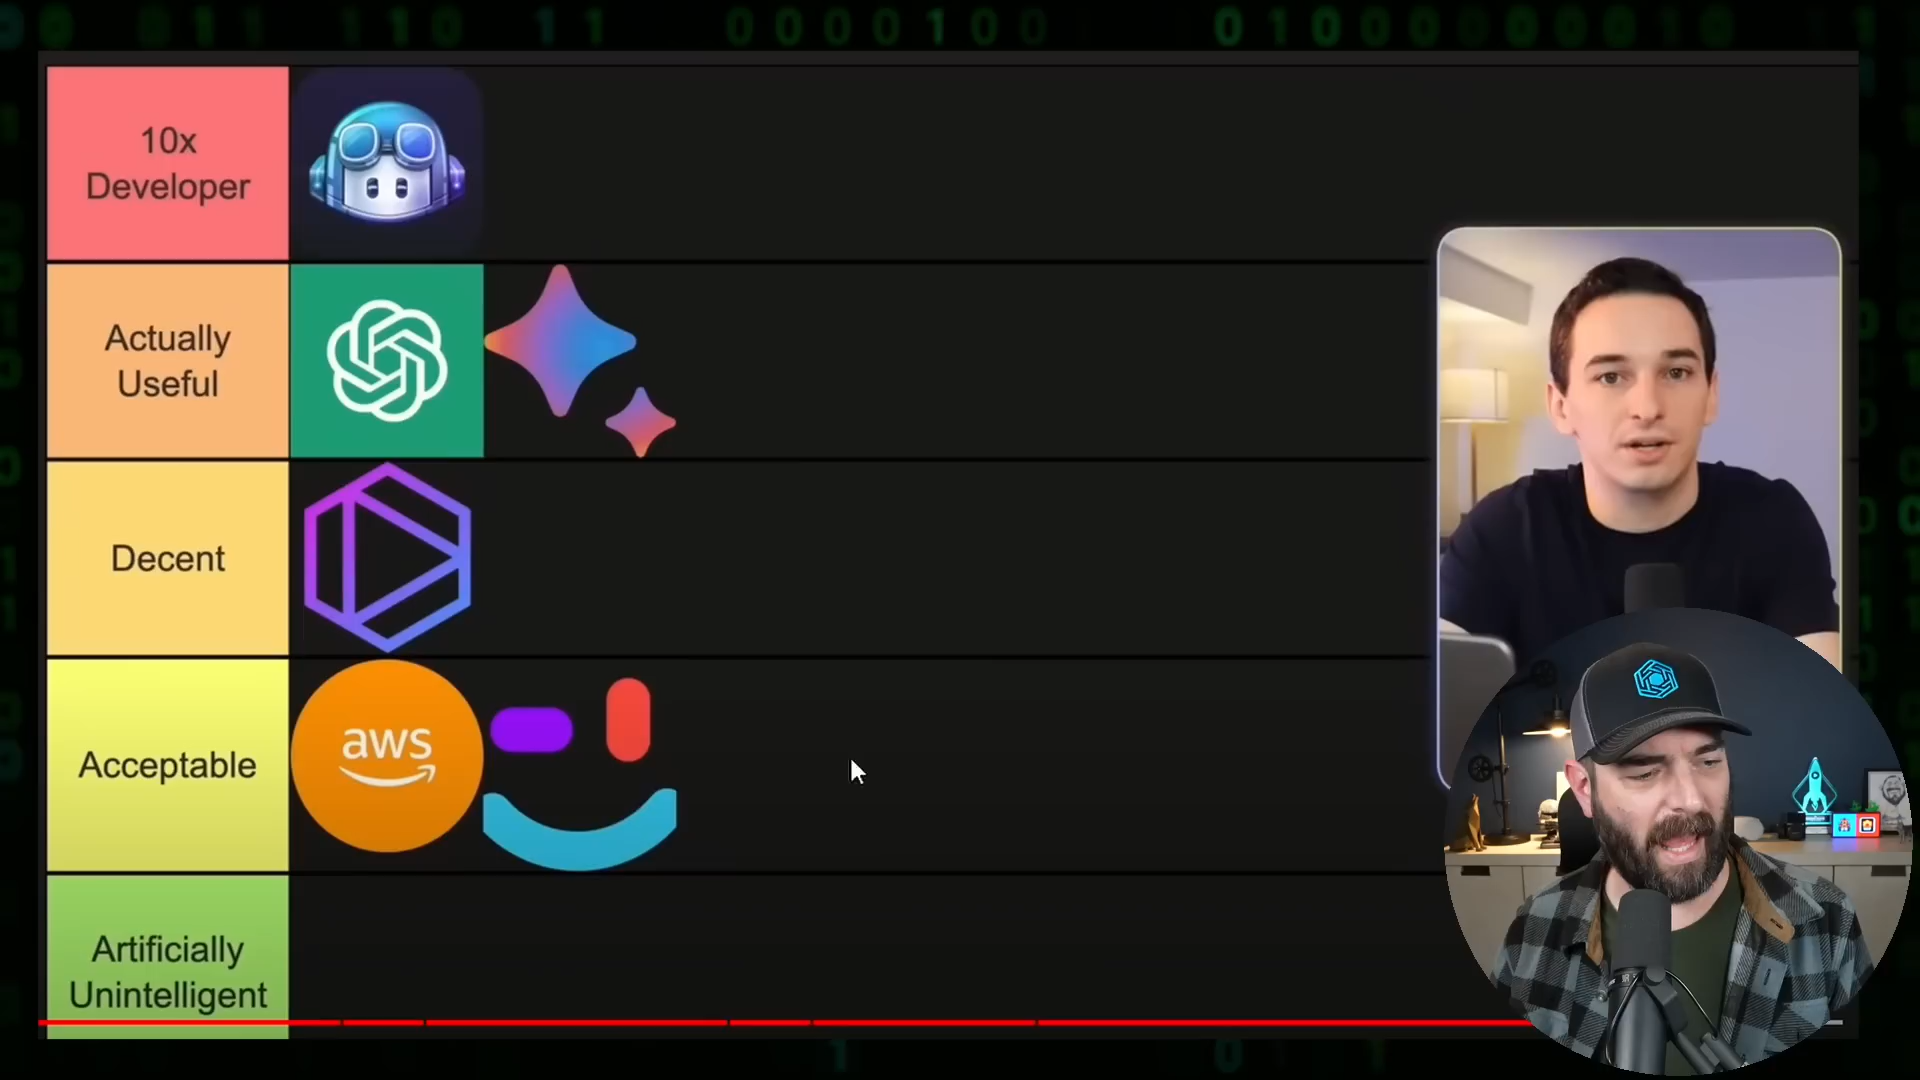 10x
Developer
Actually
Useful
Decent
Acceptable
aws
Artificially
Unintelligent